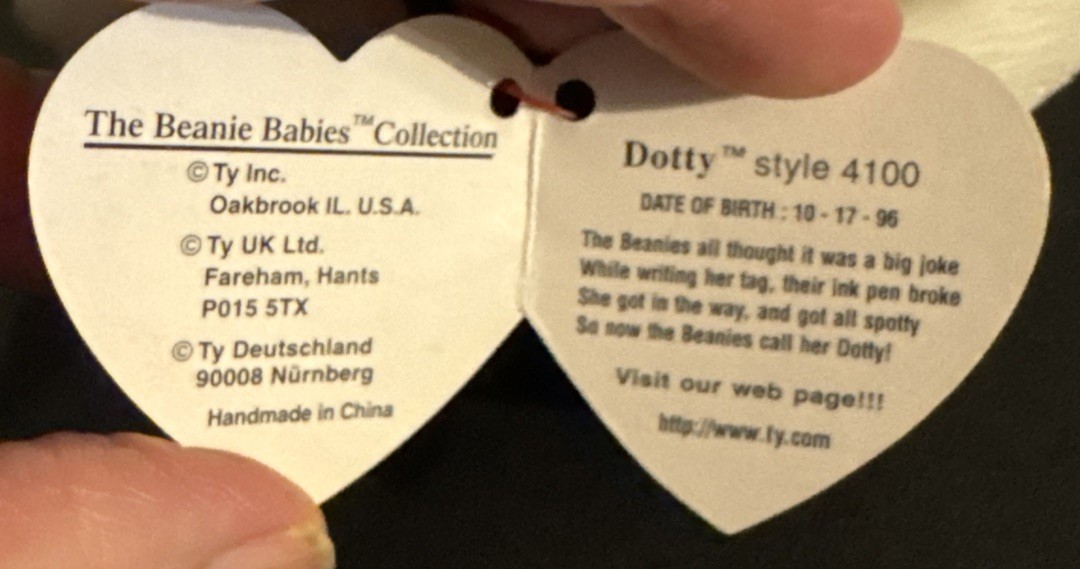 The Beanie Babies™ Collection
© Ty Inc.
Oakbrook IL. U.S.A.
© Ty UK Ltd.
Fareham, Hants
P015 5TX
© Ty Deutschland
90008 Nürnberg
Handmade in China
Dotty™ style 4100
DATE OF BIRTH : 10 - 17 - 96
The Beanies all thought it was a big joke
While writing her tag, their ink pen broke
She got in the way, and got all spotty
So now the Beanies call her Dotty!
Visit our web page!!!
http://www.ty.com